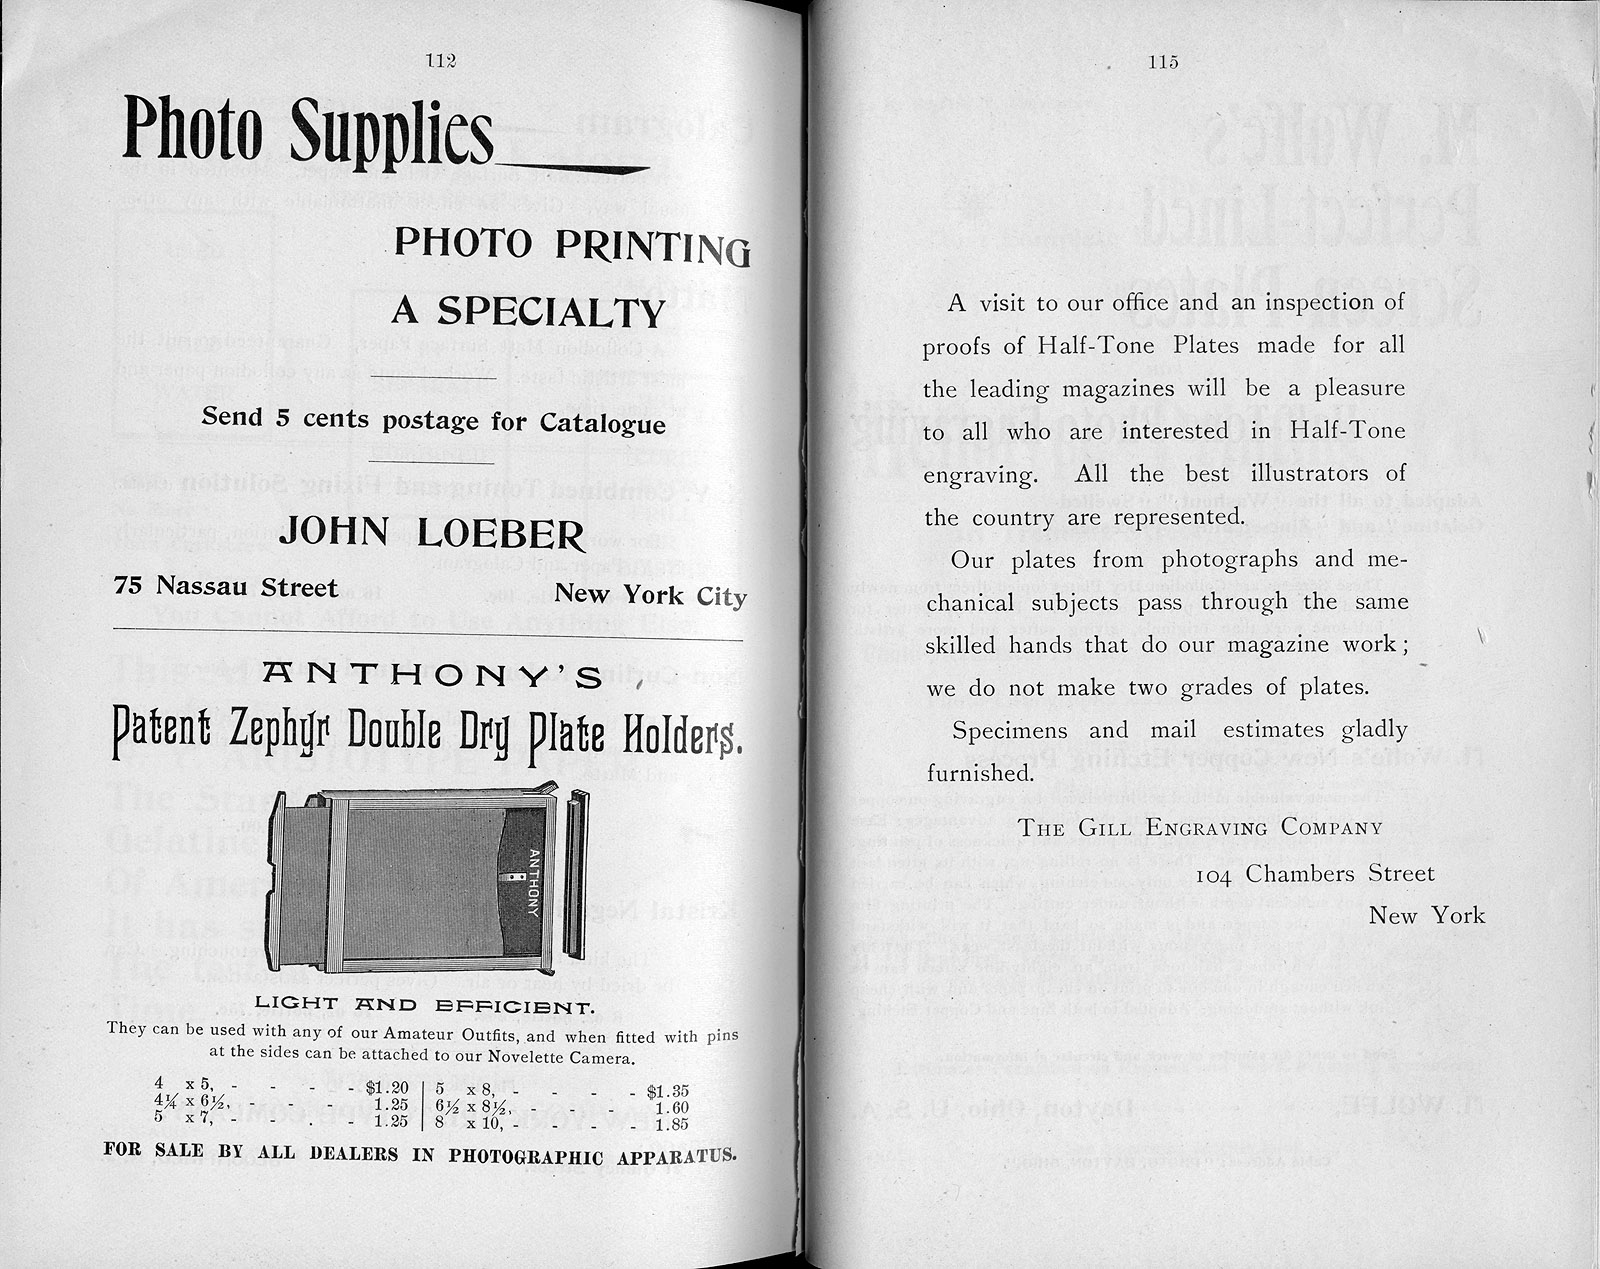 112
Photo Supplies
PHOTO PRINTING
A SPECIALTY
Send 5 cents postage for Catalogue
JOHN LOEBER
75 Nassau Street New York City
ANTHONY'S
Patent Zephyr Double Dry Plate Holders.
ANTHONY
LIGHT AND EFFICIENT.
They can be used with any of our Amateur Outfits, and when fitted with pins
at the sides can be attached to our Novelette Camera.
4 x 5, - - - - $1.20 | 5 x 8, - - - - $1.35
4¼ x 6½, - - - 1.25 | 6½ x 8½, - - - 1.60
5 x 7, - - . - 1.25 | 8 x 10, - - - - 1.85
FOR SALE BY ALL DEALERS IN PHOTOGRAPHIC APPARATUS.
115
A visit to our office and an inspection of
proofs of Half-Tone Plates made for all
the leading magazines will be a pleasure
to all who are interested in Half-Tone
engraving. All the best illustrators of
the country are represented.
Our plates from photographs and me-
chanical subjects pass through the same
skilled hands that do our magazine work;
we do not make two grades of plates.
Specimens and mail estimates gladly
furnished.
THE GILL ENGRAVING COMPANY
104 Chambers Street
New York